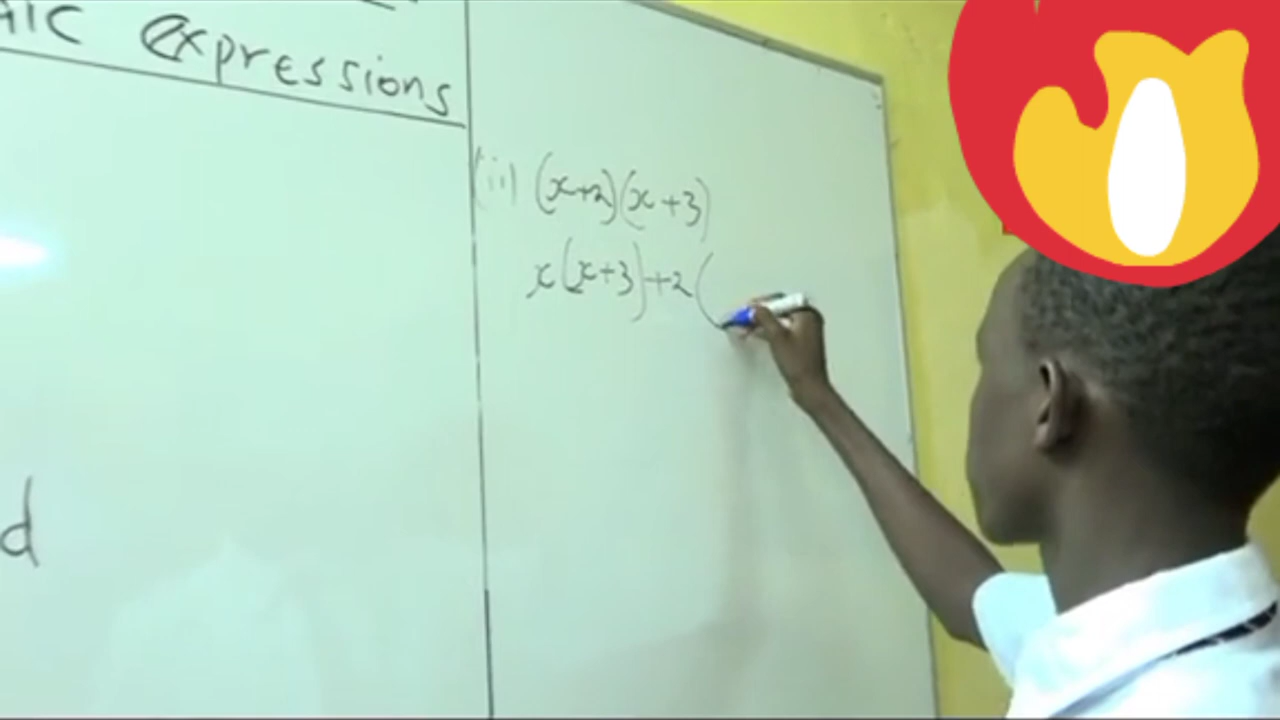 expressions
(ii) (x+2)(x+3)
x(x+3)+2(
d